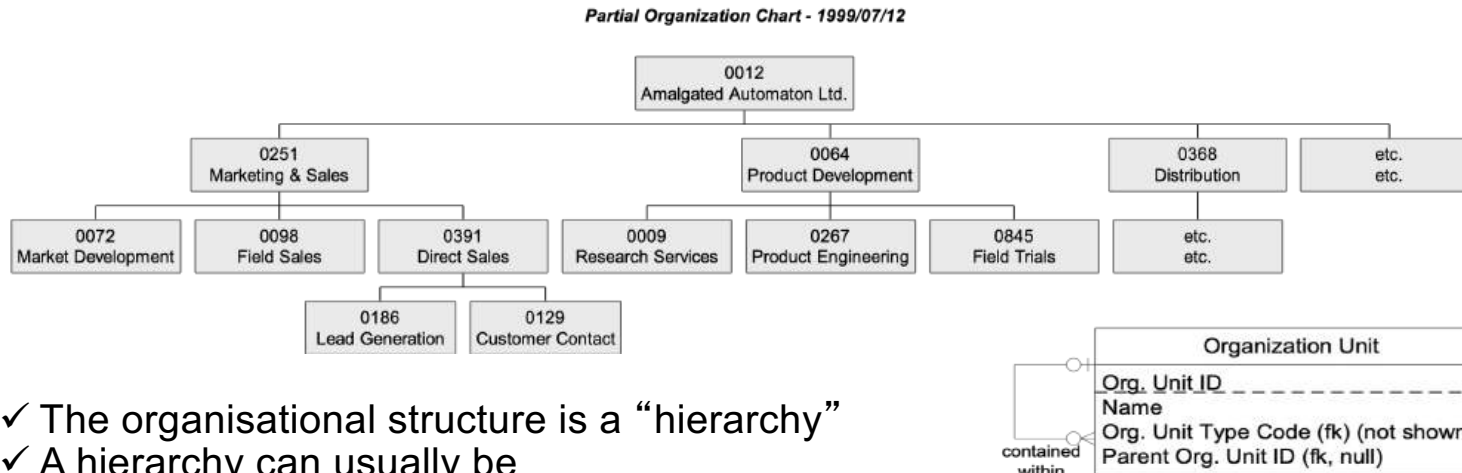 Partial Organization Chart - 1999/07/12
0012
Amalgated Automaton Ltd.
0251
Marketing & Sales
0064
Product Development
0368
Distribution
etc.
etc.
0072
Market Development
0098
Field Sales
0391
Direct Sales
0009
Research Services
0267
Product Engineering
0845
Field Trials
etc.
etc.
0186
Lead Generation
0129
Customer Contact
✓ The organisational structure is a “hierarchy”
✓ A hierarchy can usually be
Organization Unit
Org. Unit ID
Name
Org. Unit Type Code (fk) (not shown
Parent Org. Unit ID (fk, null)
contained
within